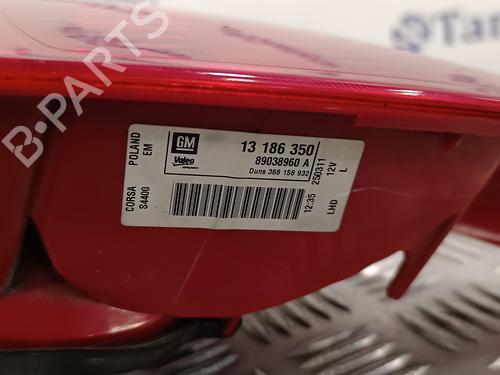 POLAND
EM
CORSA
S4400
GM
Valeo
13 186 350
89038960 A
Duns 368 158 932
12:35
250311
12V
L
LHD
Tan